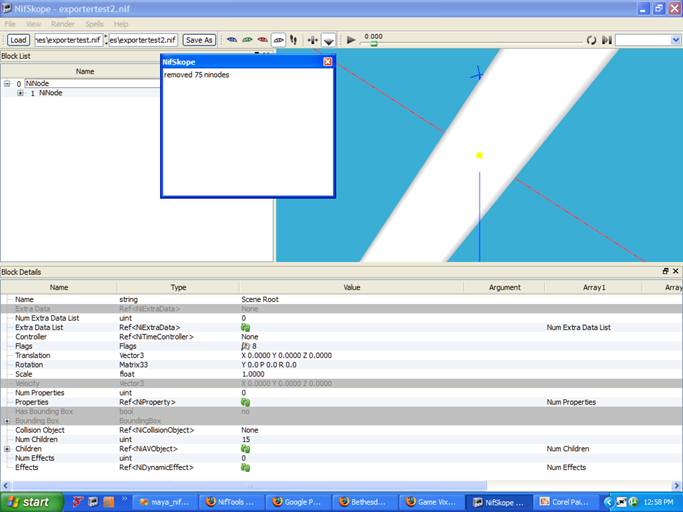 NifSkope - exportertest2.nif
File View Render Spells Help
Load es\exportertest.nif es\exportertest2.nif Save As 0.000
Block List
Name
0 NiNode
1 NiNode
NifSkope
removed 75 ninodes
Block Details
Name Type Value Argument Array1 Array
Name string Scene Root
Extra Data Ref<NiExtraData> None
Num Extra Data List uint 0
Extra Data List Ref<NiExtraData> Num Extra Data List
Controller Ref<NiTimeController> None
Flags Flags 8
Translation Vector3 X 0.0000 Y 0.0000 Z 0.0000
Rotation Matrix33 Y 0.0 P 0.0 R 0.0
Scale float 1.0000
Velocity Vector3 X 0.0000 Y 0.0000 Z 0.0000
Num Properties uint 0
Properties Ref<NiProperty> Num Properties
Has Bounding Box bool no
Bounding Box BoundingBox
Collision Object Ref<NiCollisionObject> None
Num Children uint 15
Children Ref<NiAVObject> Num Children
Num Effects uint 0
Effects Ref<NiDynamicEffect> Num Effects
start maya_nif... NifTools ... Google P... Bethesd... Game Vix... NifSkope ... Corel Pai... 12:58 PM